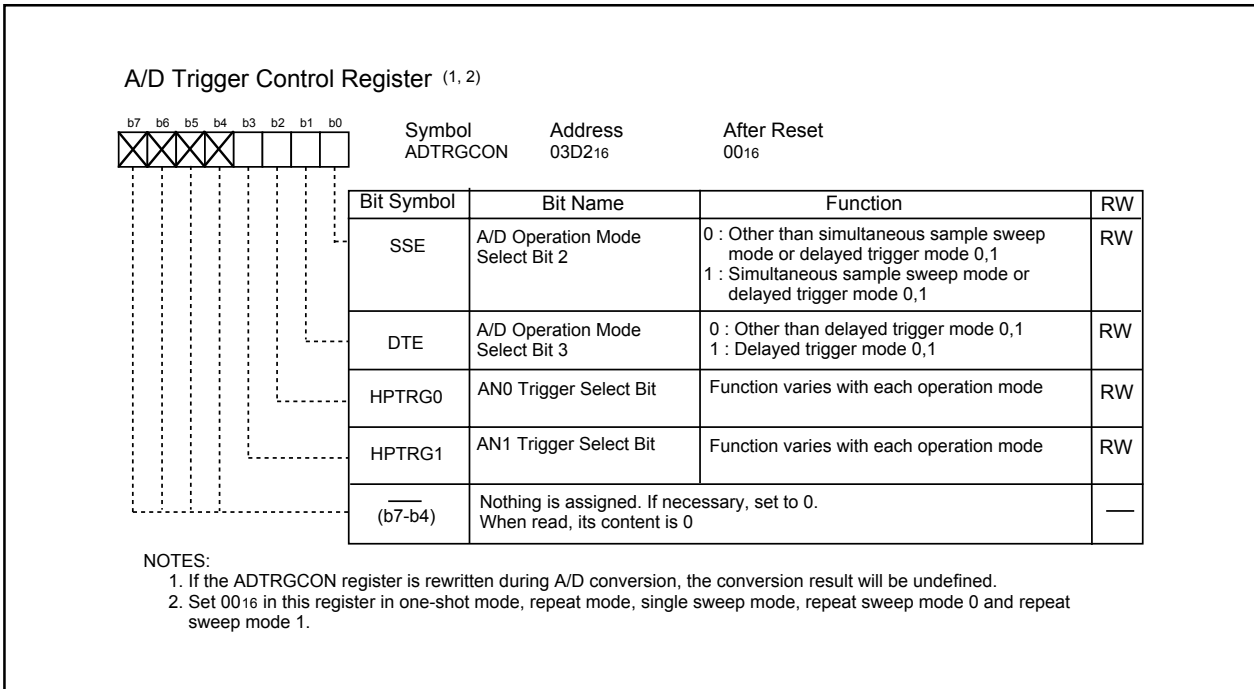 A/D Trigger Control Register (1, 2)
b7 b6 b5 b4 b3 b2 b1 b0
Symbol Address After Reset
ADTRGCON 03D216 0016
Bit Symbol Bit Name Function RW
SSE A/D Operation Mode Select Bit 2 0 : Other than simultaneous sample sweep RW
mode or delayed trigger mode 0,1
1 : Simultaneous sample sweep mode or
delayed trigger mode 0,1
DTE A/D Operation Mode Select Bit 3 0 : Other than delayed trigger mode 0,1 RW
1 : Delayed trigger mode 0,1
HPTRG0 AN0 Trigger Select Bit Function varies with each operation mode RW
HPTRG1 AN1 Trigger Select Bit Function varies with each operation mode RW
(b7-b4) Nothing is assigned. If necessary, set to 0. —
When read, its content is 0
NOTES:
1. If the ADTRGCON register is rewritten during A/D conversion, the conversion result will be undefined.
2. Set 0016 in this register in one-shot mode, repeat mode, single sweep mode, repeat sweep mode 0 and repeat
sweep mode 1.